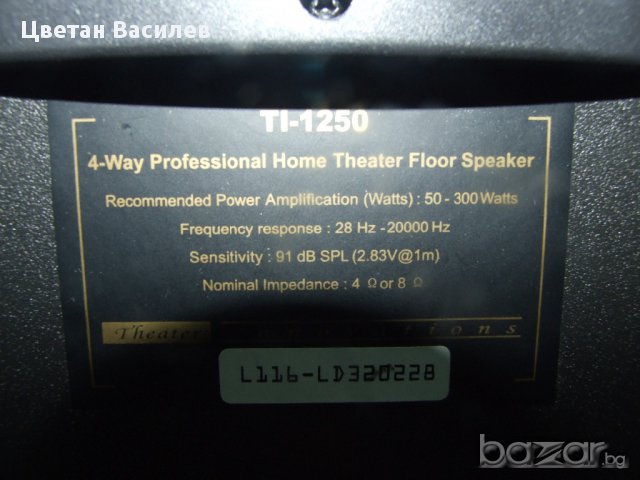 Цветан Василев
TI-1250
4-Way Professional Home Theater Floor Speaker
Recommended Power Amplification (Watts) : 50 - 300 Watts
Frequency response : 28 Hz -20000 Hz
Sensitivity : 91 dB SPL (2.83V@1m)
Nominal Impedance : 4 Ω or 8 Ω
Theater
L116-LD320228
bazar.bg